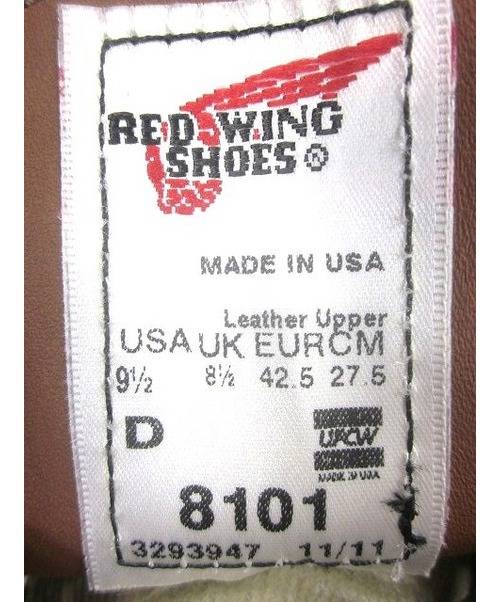 RED WING
SHOES®
MADE IN USA
Leather Upper
USA UK EUR CM
9½ 8½ 42.5 27.5
D
UFCW
MADE IN USA
8101
3293947 11/11